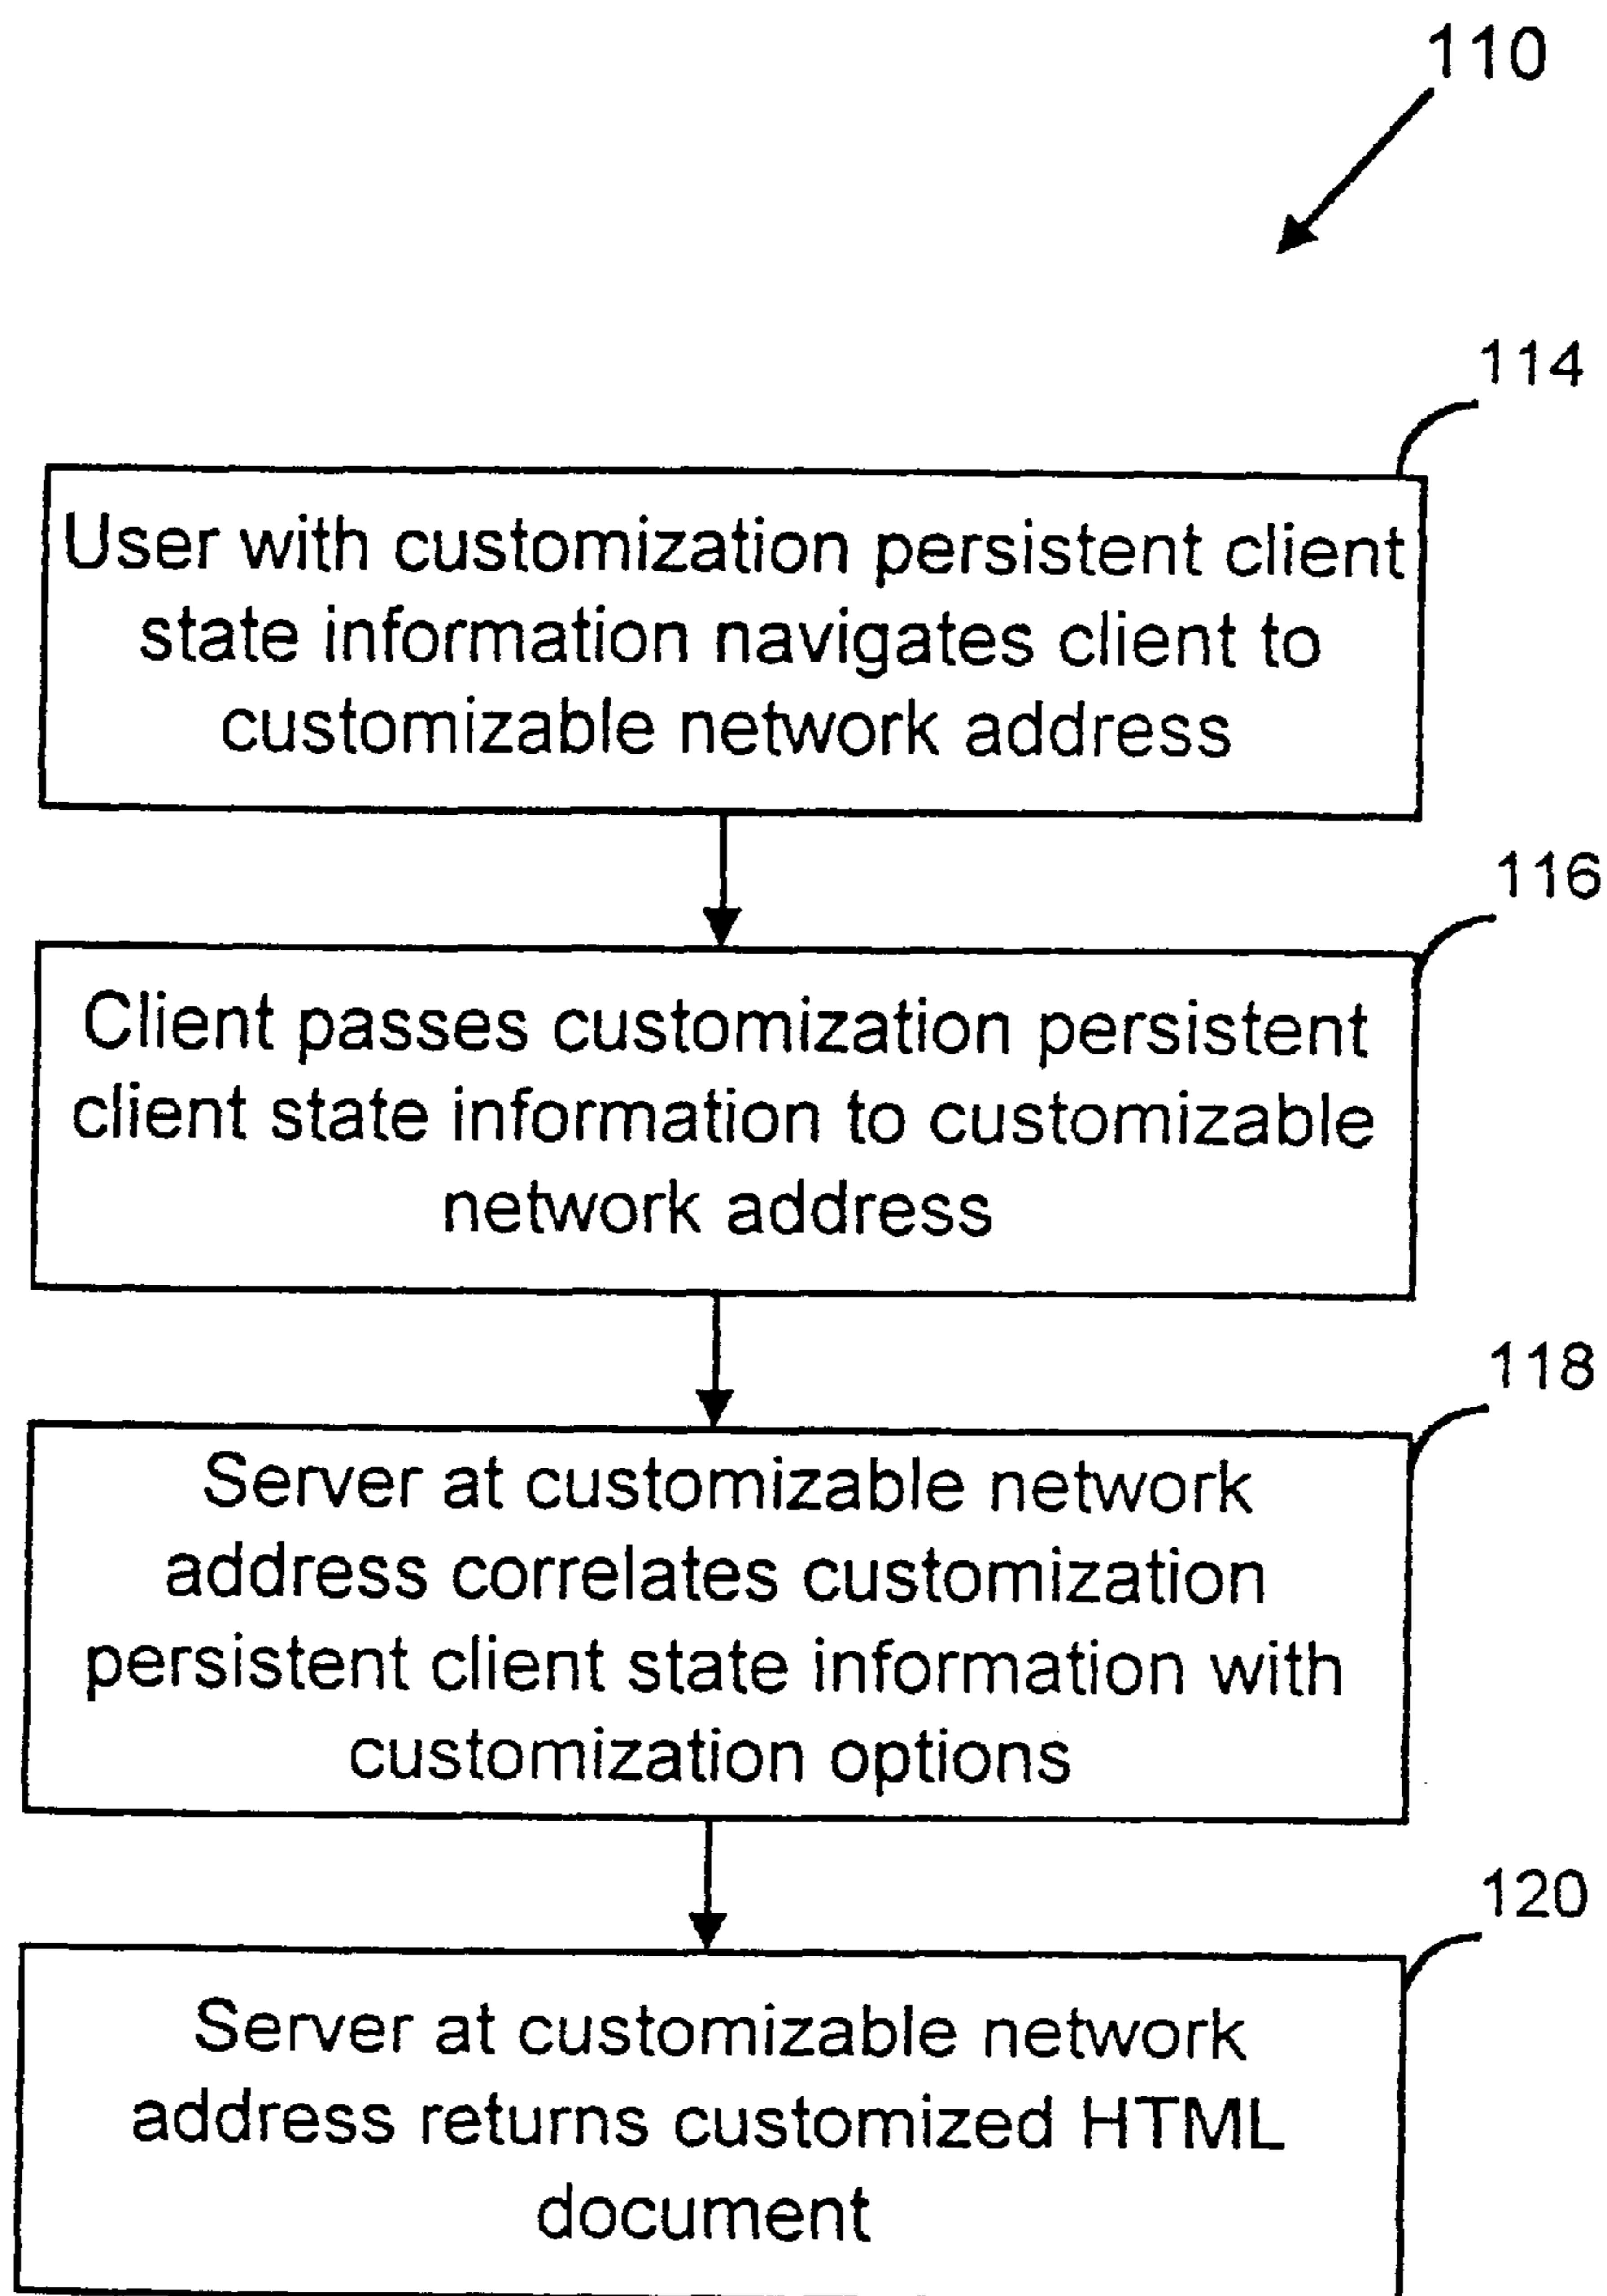 110
114
User with customization persistent client
state information navigates client to
customizable network address
116
Client passes customization persistent
client state information to customizable
network address
118
Server at customizable network
address correlates customization
persistent client state information with
customization options
120
Server at customizable network
address returns customized HTML
document